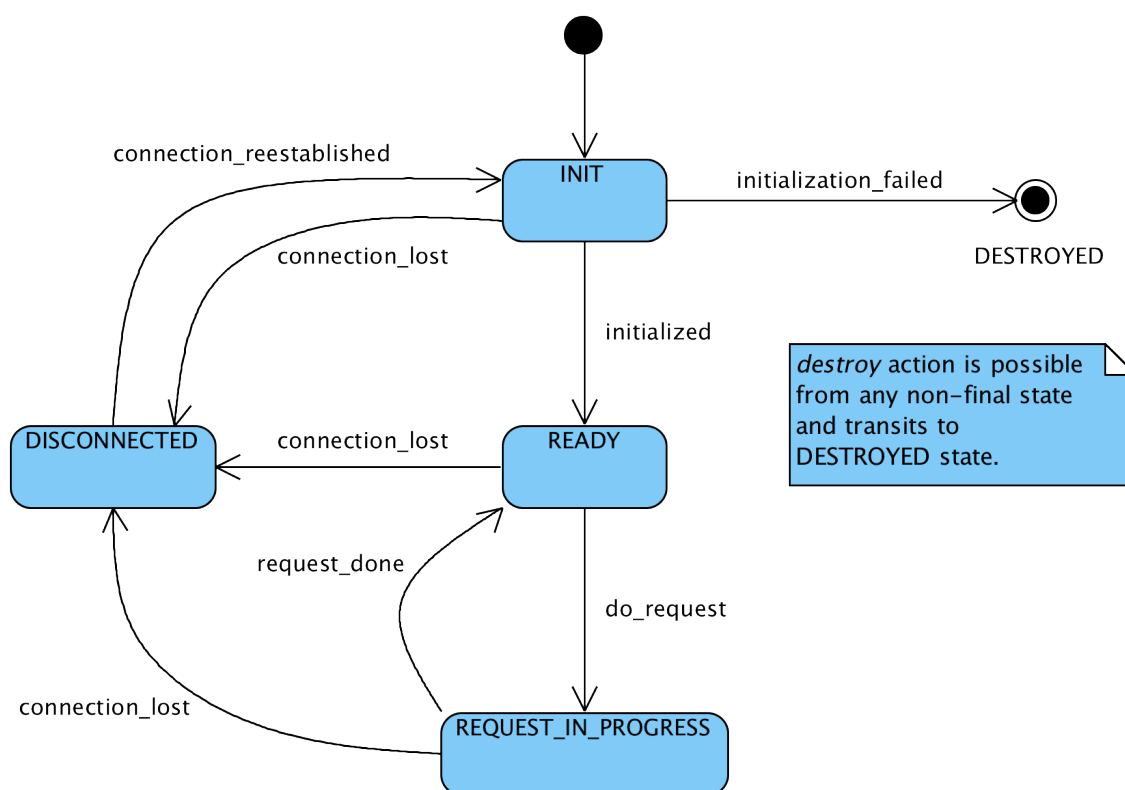 connection_reestablished
INIT
initialization_failed
connection_lost
DESTROYED
initialized
destroy action is possible
from any non-final state
and transits to
DESTROYED state.
DISCONNECTED
connection_lost
READY
request_done
do_request
connection_lost
REQUEST_IN_PROGRESS